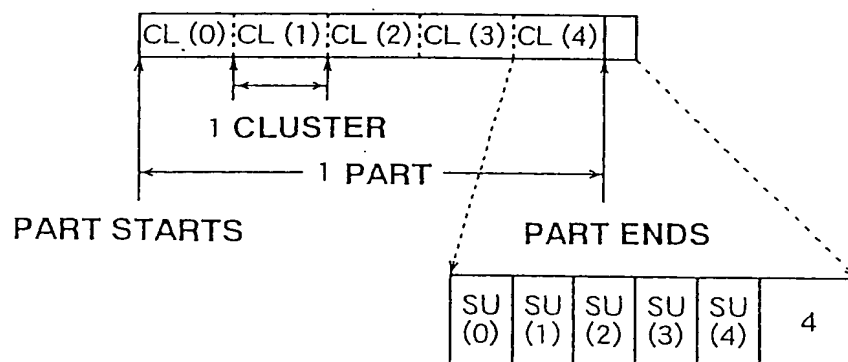 CL (0) CL (1) CL (2) CL (3) CL (4)
1 CLUSTER
1 PART
PART STARTS
PART ENDS
SU (0) SU (1) SU (2) SU (3) SU (4) 4